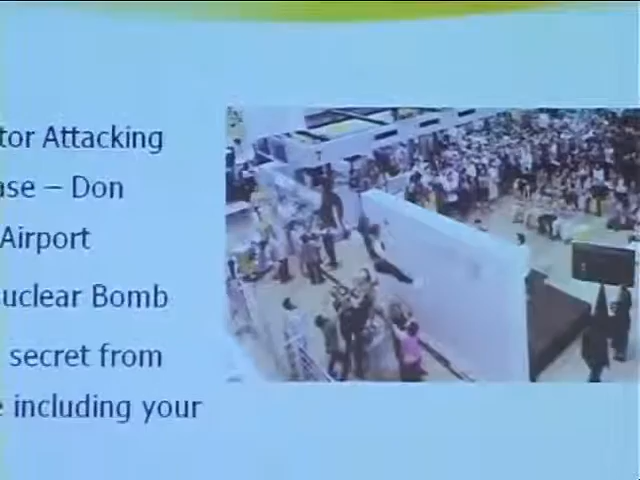 tor Attacking
ase – Don
Airport
uclear Bomb
secret from
e including your